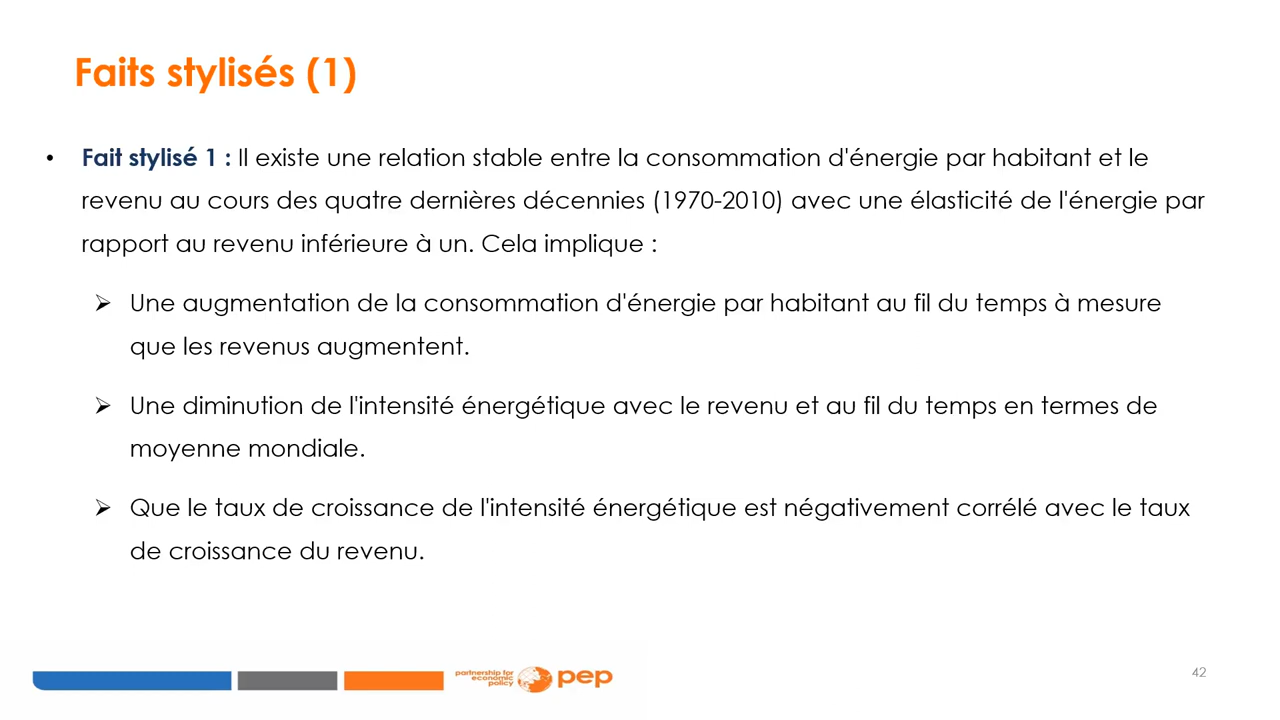 Faits stylisés (1)
• Fait stylisé 1 : Il existe une relation stable entre la consommation d'énergie par habitant et le
revenu au cours des quatre dernières décennies (1970-2010) avec une élasticité de l'énergie par
rapport au revenu inférieure à un. Cela implique :
➢ Une augmentation de la consommation d'énergie par habitant au fil du temps à mesure
que les revenus augmentent.
➢ Une diminution de l'intensité énergétique avec le revenu et au fil du temps en termes de
moyenne mondiale.
➢ Que le taux de croissance de l'intensité énergétique est négativement corrélé avec le taux
de croissance du revenu.
partnership for
economic
policy
pep
42